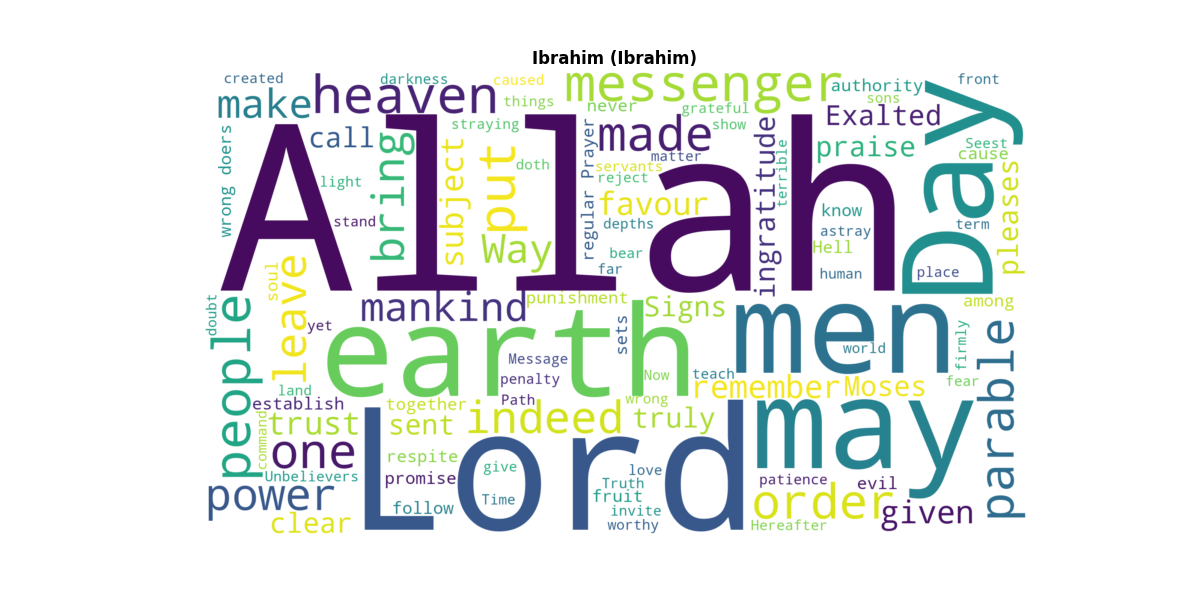 Ibrahim (Ibrahim)
created
darkness
caused
messenger
authority
front
make
heaven
things
never
grateful
sons
Exalted
call
straying
show
made
praise
Seest
cause
wrong doers
Allah
light
bring
subject
put
doth
regular Prayer
matter
servants
reject
ingratitude
terrible
Day
pleases
stand
favour
depths
know
astray
term
Way
bear
far
Hell
human
place
soul
leave
mankind
punishment
Signs
among
doubt
people
yet
earth
sets
men
world
firmly
parable
Message
land
penalty
Now
teach
remember
Moses
fear
establish
Path
wrong
together
trust
sent
indeed
truly
may
command
one
Lord
respite
Unbelievers
promise
give
love
Truth
patience
evil
power
Time
fruit
order
given
follow
invite
clear
worthy
Hereafter